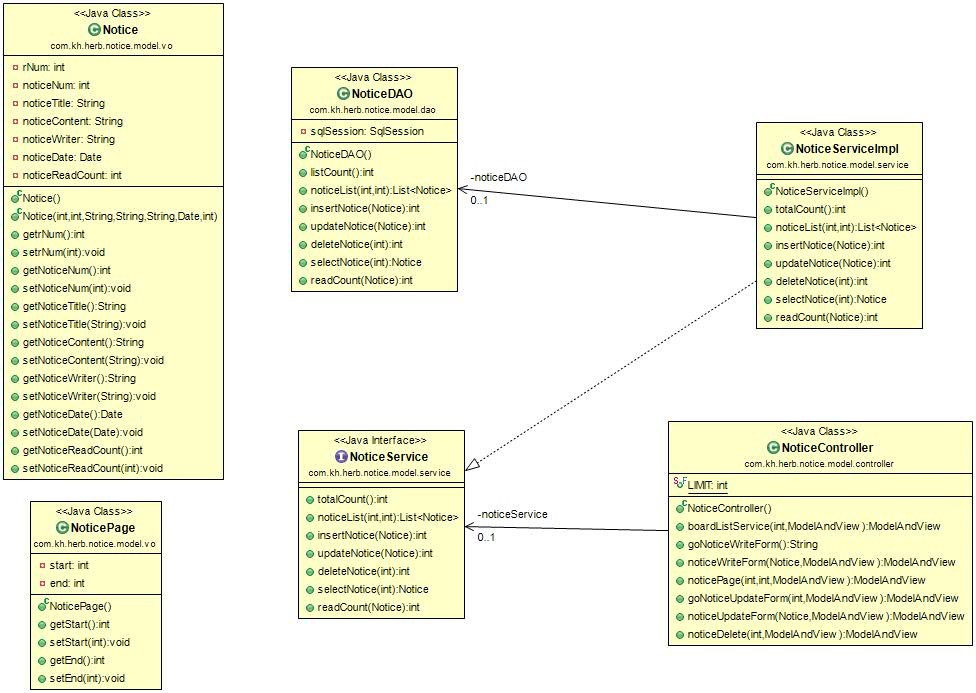 <<Java Class>>
Notice
com.kh.herb.notice.model.vo
rNum: int
noticeNum: int
noticeTitle: String
noticeContent: String
noticeWriter: String
noticeDate: Date
noticeReadCount: int
Notice()
Notice(int,int,String,String,String,Date,int)
getrNum():int
setrNum(int):void
getNoticeNum():int
setNoticeNum(int):void
getNoticeTitle():String
setNoticeTitle(String):void
getNoticeContent():String
setNoticeContent(String):void
getNoticeWriter():String
setNoticeWriter(String):void
getNoticeDate():Date
setNoticeDate(Date):void
getNoticeReadCount():int
setNoticeReadCount(int):void
<<Java Class>>
NoticePage
com.kh.herb.notice.model.vo
start: int
end: int
NoticePage()
getStart():int
setStart(int):void
getEnd():int
setEnd(int):void
<<Java Class>>
NoticeDAO
com.kh.herb.notice.model.dao
sqlSession: SqlSession
NoticeDAO()
listCount():int
noticeList(int,int):List<Notice>
insertNotice(Notice):int
updateNotice(Notice):int
deleteNotice(int):int
selectNotice(int):Notice
readCount(Notice):int
-noticeDAO
0..1
<<Java Class>>
NoticeServiceImpl
com.kh.herb.notice.model.service
NoticeServiceImpl()
totalCount():int
noticeList(int,int):List<Notice>
insertNotice(Notice):int
updateNotice(Notice):int
deleteNotice(int):int
selectNotice(int):Notice
readCount(Notice):int
<<Java Interface>>
NoticeService
com.kh.herb.notice.model.service
totalCount():int
noticeList(int,int):List<Notice>
insertNotice(Notice):int
updateNotice(Notice):int
deleteNotice(int):int
selectNotice(int):Notice
readCount(Notice):int
-noticeService
0..1
<<Java Class>>
NoticeController
com.kh.herb.notice.model.controller
LIMIT: int
NoticeController()
boardListService(int,ModelAndView):ModelAndView
goNoticeWriteForm():String
noticeWriteForm(Notice,ModelAndView):ModelAndView
noticePage(int,int,ModelAndView):ModelAndView
goNoticeUpdateForm(int,ModelAndView):ModelAndView
noticeUpdateForm(Notice,ModelAndView):ModelAndView
noticeDelete(int,ModelAndView):ModelAndView